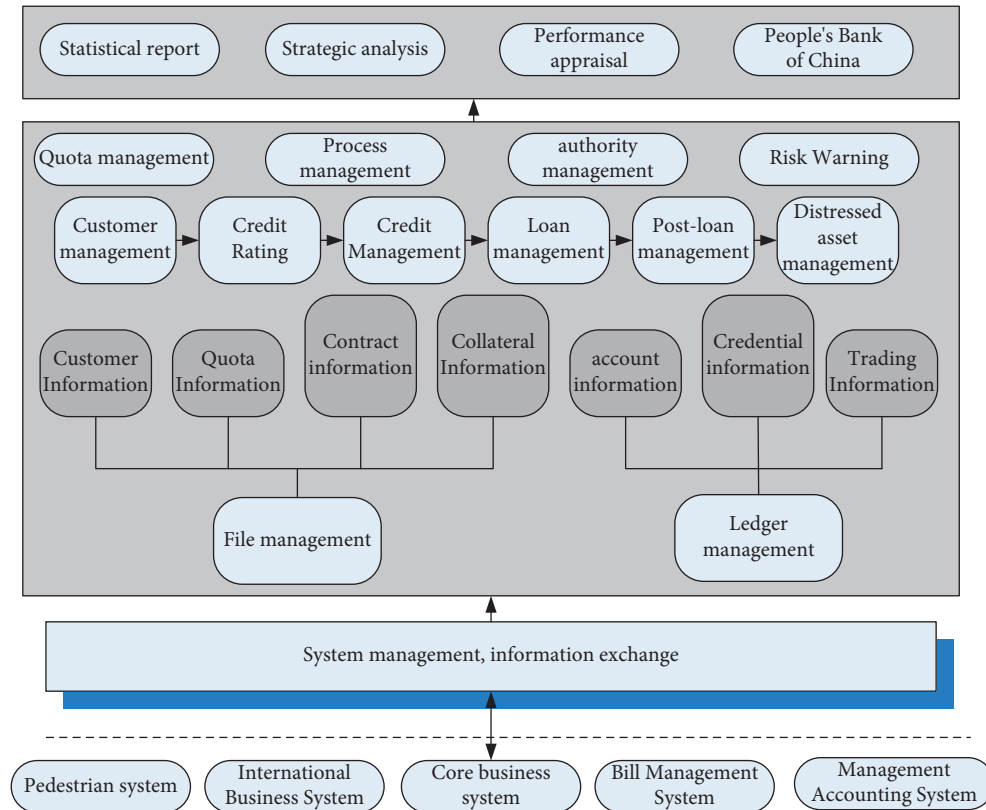 Statistical report
Strategic analysis
Performance
appraisal
People's Bank
of China
Quota management
Process
management
authority
management
Risk Warning
Customer
management
Credit
Rating
Credit
Management
Loan
management
Post-loan
management
Distressed
asset
management
Customer
Information
Quota
Information
Contract
information
Collateral
Information
account
information
Credential
information
Trading
Information
File management
Ledger
management
System management, information exchange
Pedestrian system
International
Business System
Core business
system
Bill Management
System
Management
Accounting System